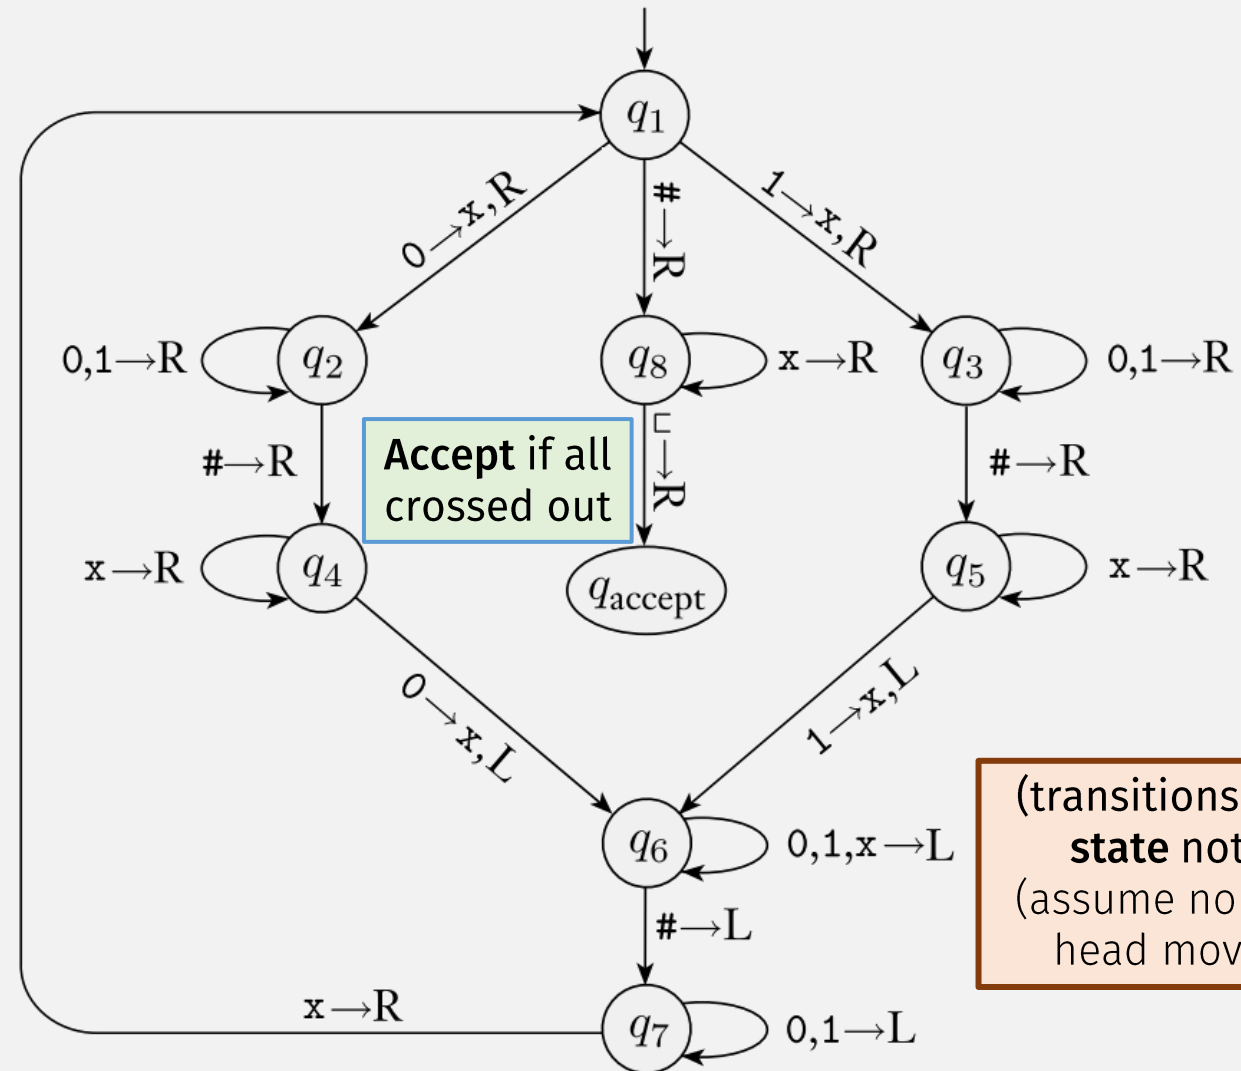 q1
0→x,R
#→R
1→x,R
0,1→R
q2
q8
x→R
q3
0,1→R
#→R
Accept if all
crossed out
⊔→R
#→R
x→R
q4
qaccept
q5
x→R
0→x,L
1→x,L
q6
0,1,x→L
(transitions
state not
(assume no
head mov
#→L
x→R
q7
0,1→L